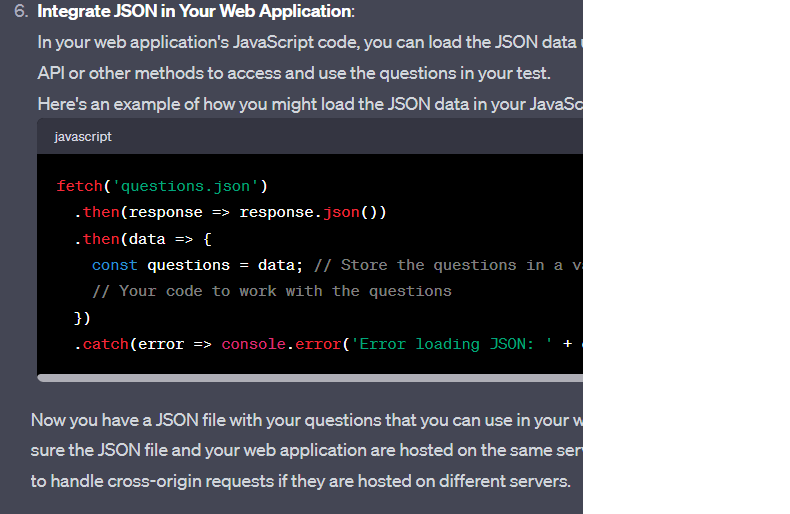 6. Integrate JSON in Your Web Application:
In your web application's JavaScript code, you can load the JSON data
API or other methods to access and use the questions in your test.
Here's an example of how you might load the JSON data in your JavaSc
javascript
fetch('questions.json')
.then(response => response.json())
.then(data => {
const questions = data; // Store the questions in a v
// Your code to work with the questions
})
.catch(error => console.error('Error loading JSON: ' +
Now you have a JSON file with your questions that you can use in your w
sure the JSON file and your web application are hosted on the same ser
to handle cross-origin requests if they are hosted on different servers.